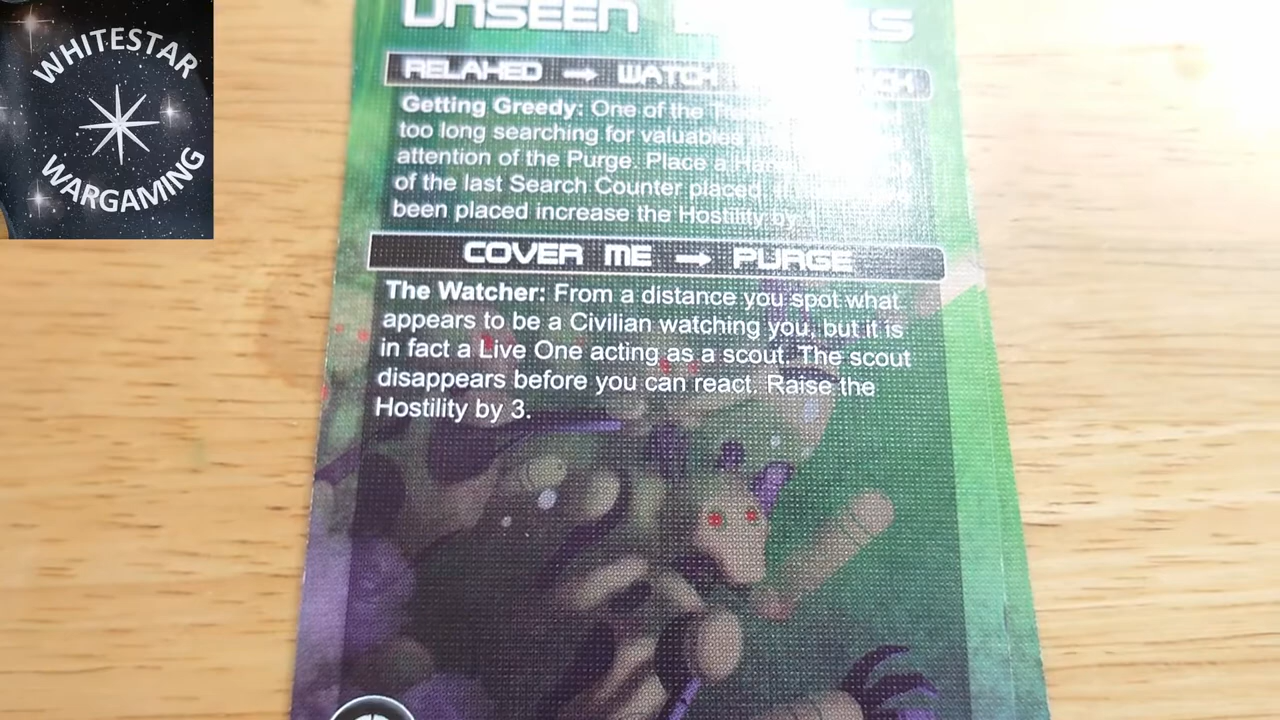 WHITESTAR
WARGAMING
UNSEEN
RELAXED → WATCH
Getting Greedy: One of the
too long searching for valuables
attention of the Purge. Place a
of the last Search Counter placed.
been placed increase the Hostility by
COVER ME → PURGE
The Watcher: From a distance you spot what
appears to be a Civilian watching you, but it is
in fact a Live One acting as a scout. The scout
disappears before you can react. Raise the
Hostility by 3.